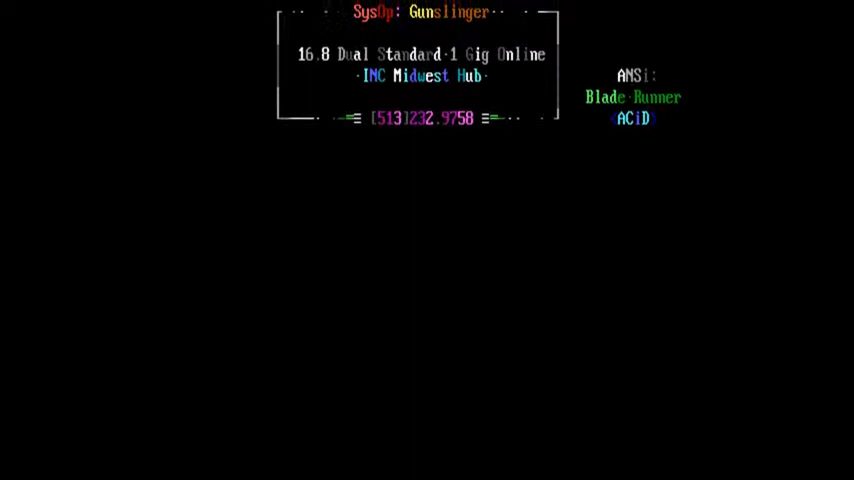 SysOp: Gunslinger
16.8 Dual Standard·1 Gig Online
·INC Midwest Hub·
[513]232.9758
ANSi:
Blade·Runner
<ACiD>